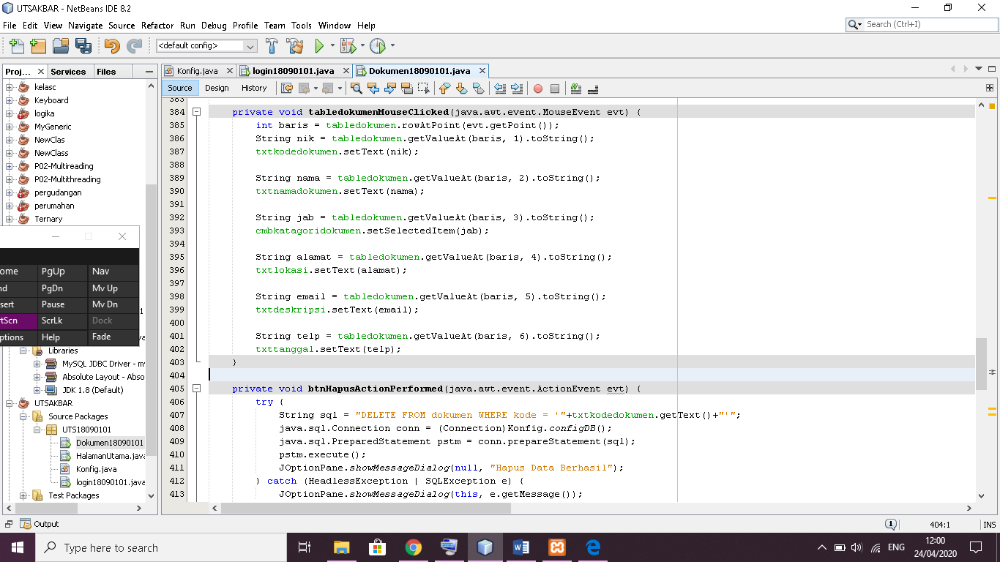 UTSAKBAR - NetBeans IDE 8.2
File Edit View Navigate Source Refactor Run Debug Profile Team Tools Window Help
Search (Ctrl+I)
<default config>
Proj... Services Files
Konfig.java login18090101.java Dokumen18090101.java
Source Design History
kelasc
Keyboard
logika
MyGeneric
NewClas
NewClass
P02-Multireading
P02-Multithreading
pergudangan
perumahan
Ternary
ome PgUp Nav
nd PgDn Mv Up
sert Pause Mv Dn
rtScn ScrLk Dock
ptions Help Fade
Libraries
MySQL JDBC Driver - my
Absolute Layout - Abso
JDK 1.8 (Default)
UTSAKBAR
Source Packages
UTS18090101
Dokumen18090101
HalamanUtama.java
Konfig.java
login18090101.java
Test Packages
383
384 private void tabledokumenMouseClicked(java.awt.event.MouseEvent evt) {
385 int baris = tabledokumen.rowAtPoint(evt.getPoint());
386 String nik = tabledokumen.getValueAt(baris, 1).toString();
387 txtkodedokumen.setText(nik);
388
389 String nama = tabledokumen.getValueAt(baris, 2).toString();
390 txtnamadokumen.setText(nama);
391
392 String jab = tabledokumen.getValueAt(baris, 3).toString();
393 cmbkatagoridokumen.setSelectedItem(jab);
394
395 String alamat = tabledokumen.getValueAt(baris, 4).toString();
396 txtlokasi.setText(alamat);
397
398 String email = tabledokumen.getValueAt(baris, 5).toString();
399 txtdeskripsi.setText(email);
400
401 String telp = tabledokumen.getValueAt(baris, 6).toString();
402 txttanggal.setText(telp);
403 }
404
405 private void btnHapusActionPerformed(java.awt.event.ActionEvent evt) {
406 try {
407 String sql = "DELETE FROM dokumen WHERE kode = '"+txtkodedokumen.getText()+"'";
408 java.sql.Connection conn = (Connection)Konfig.configDB();
409 java.sql.PreparedStatement pstm = conn.prepareStatement(sql);
410 pstm.execute();
411 JOptionPane.showMessageDialog(null, "Hapus Data Berhasil");
412 } catch (HeadlessException | SQLException e) {
413 JOptionPane.showMessageDialog(this, e.getMessage());
Output
1
404:1 INS
Type here to search
ENG
12:00
24/04/2020